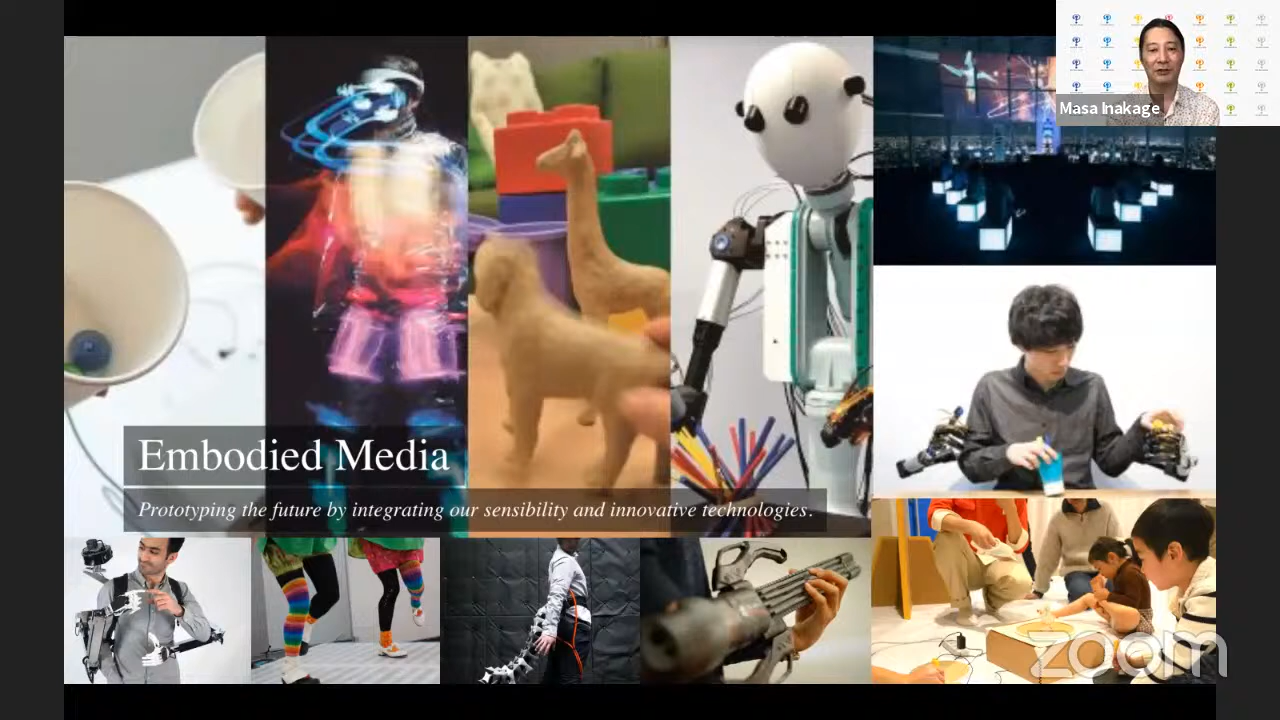 Masa Inakage
Embodied Media
Prototyping the future by integrating our sensibility and innovative technologies.
zoom